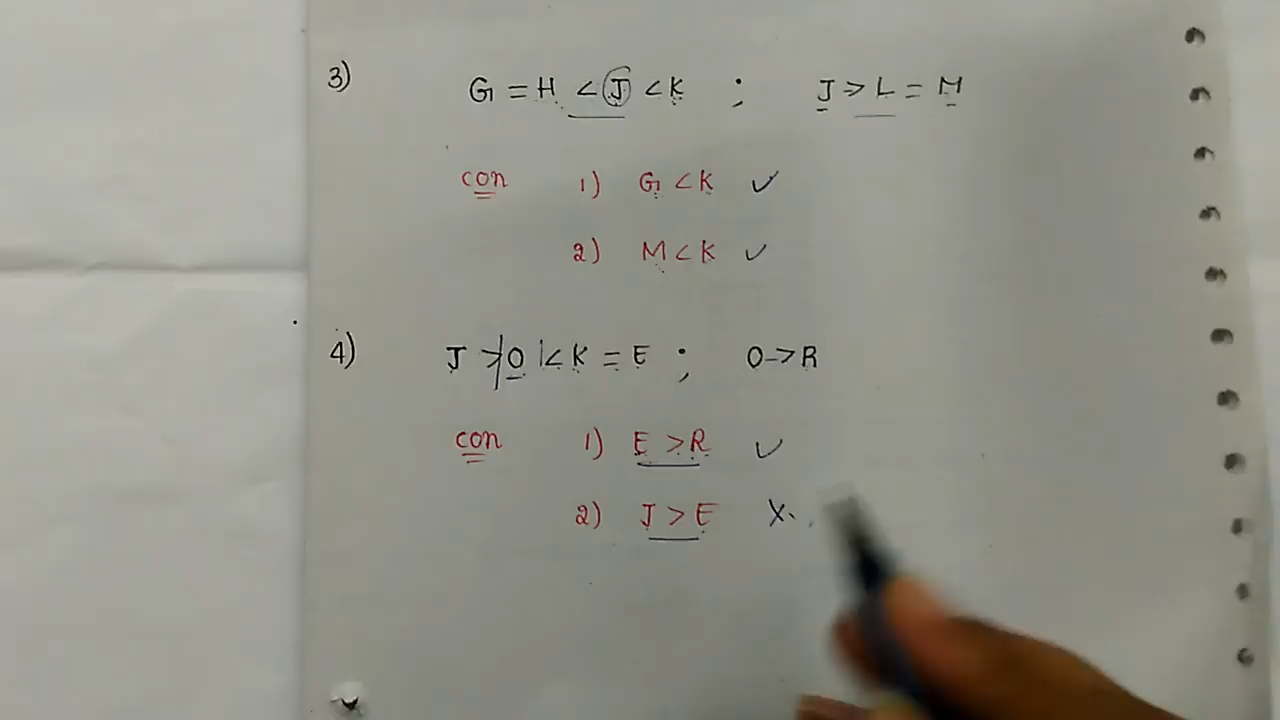 3) G = H < J < K ; J > L = M
con 1) G < K ✓
2) M < K ✓
4) J > O < K = E ; O -> R
con 1) E > R ✓
2) J > E X